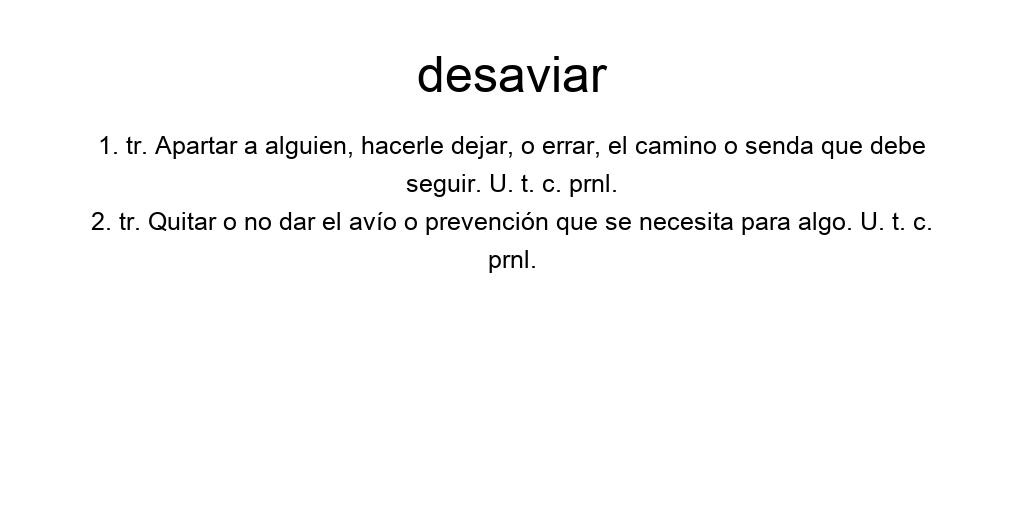 desaviar
1. tr. Apartar a alguien, hacerle dejar, o errar, el camino o senda que debe
seguir. U. t. c. prnl.
2. tr. Quitar o no dar el avío o prevención que se necesita para algo. U. t. c.
prnl.